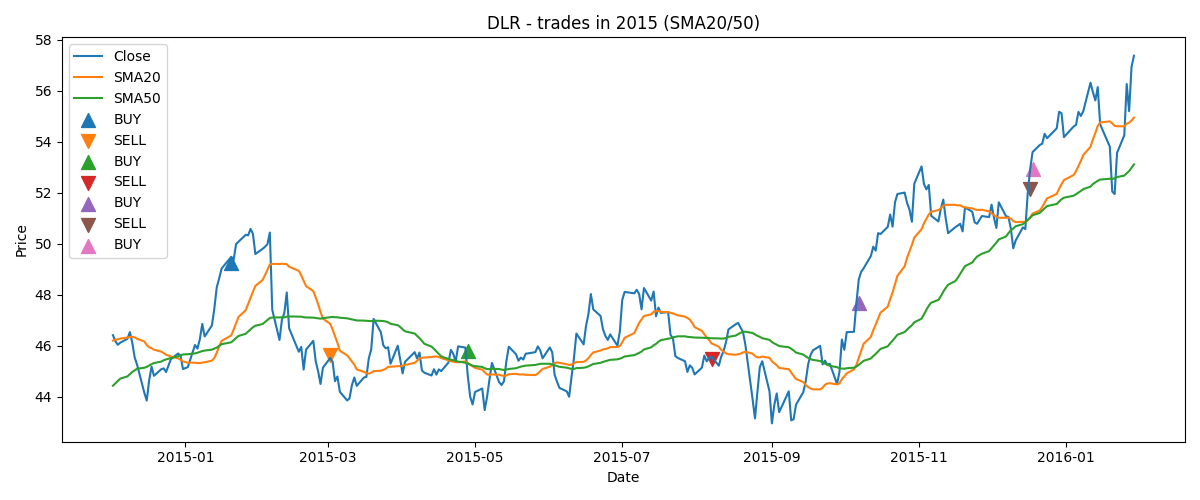 DLR - trades in 2015 (SMA20/50)
Price
58
56
54
52
50
48
46
44
Close
SMA20
SMA50
BUY
SELL
BUY
SELL
BUY
SELL
BUY
2015-01
2015-03
2015-05
2015-07
2015-09
2015-11
2016-01
Date